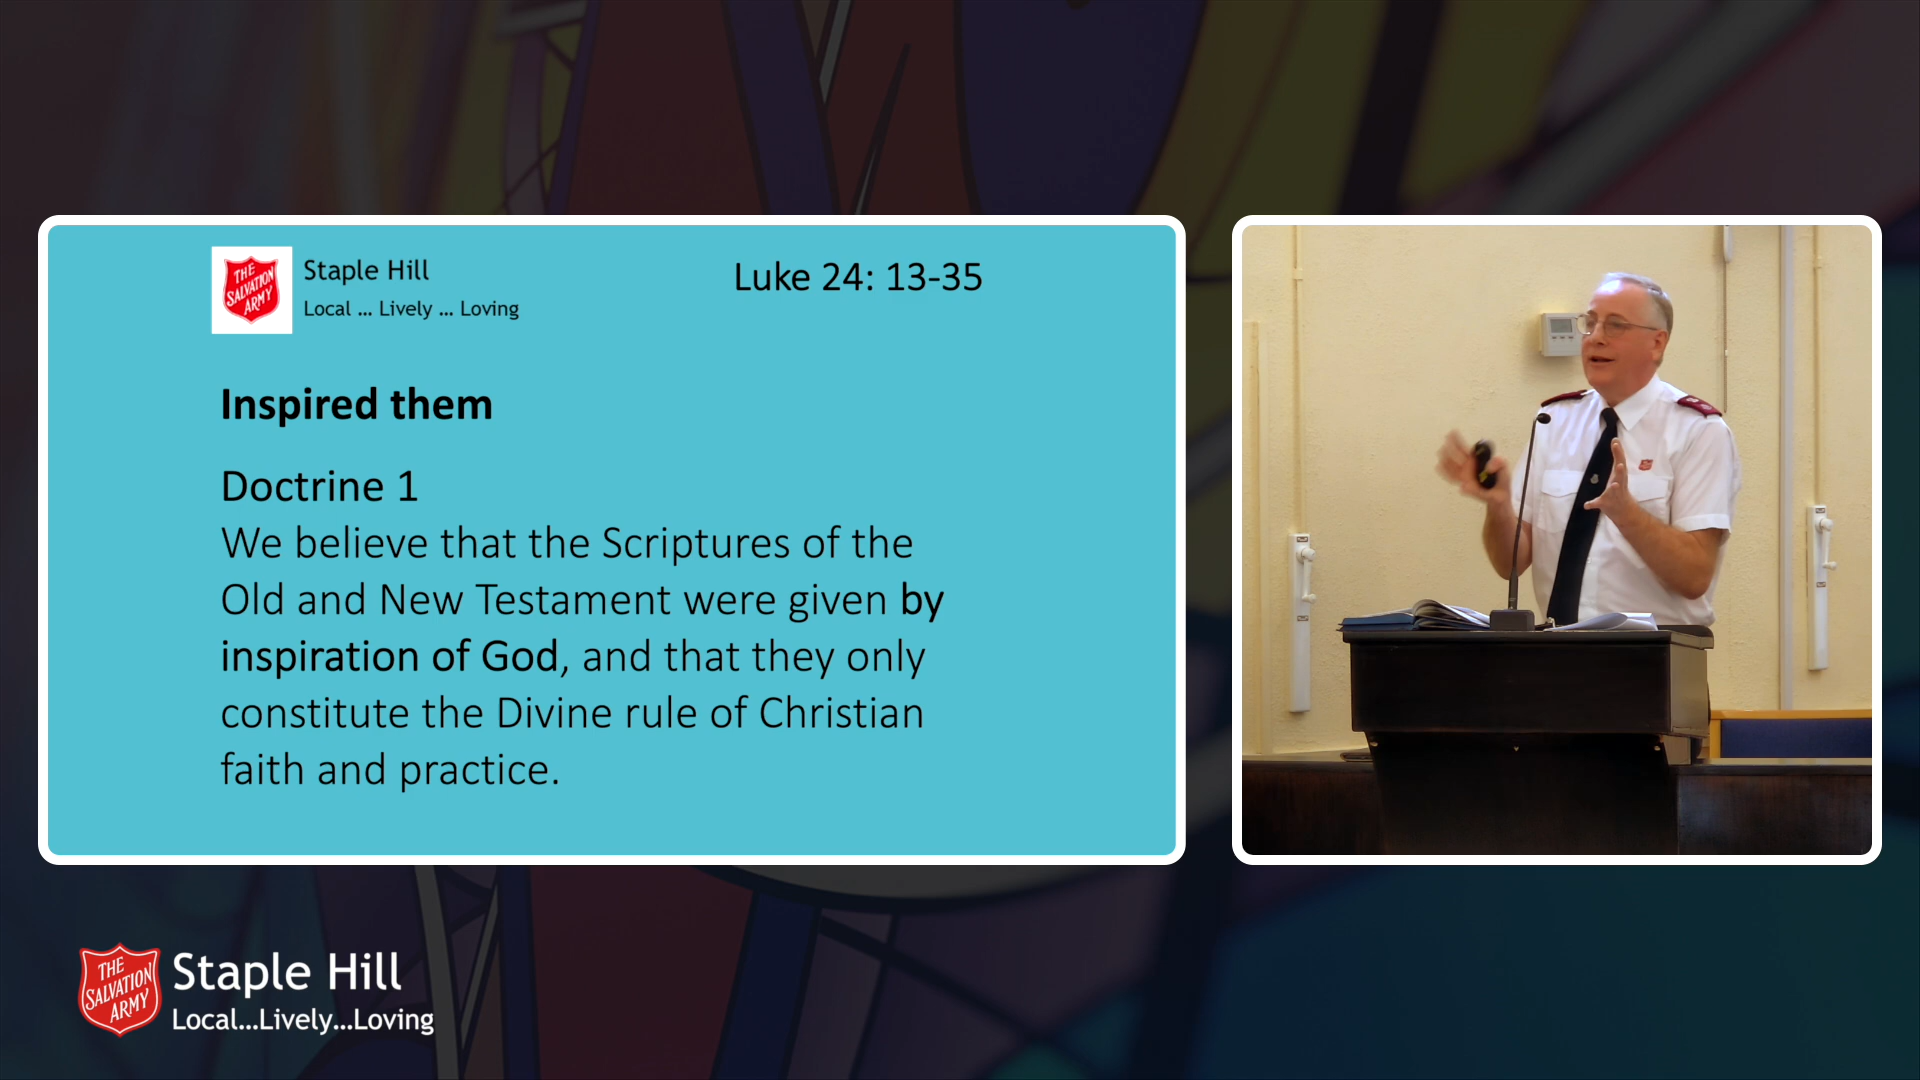 THE
SALVATION
ARMY
Staple Hill
Local ... Lively ... Loving
Luke 24: 13-35
Inspired them
Doctrine 1
We believe that the Scriptures of the
Old and New Testament were given by
inspiration of God, and that they only
constitute the Divine rule of Christian
faith and practice.
THE
SALVATION
ARMY
Staple Hill
Local...Lively...Loving